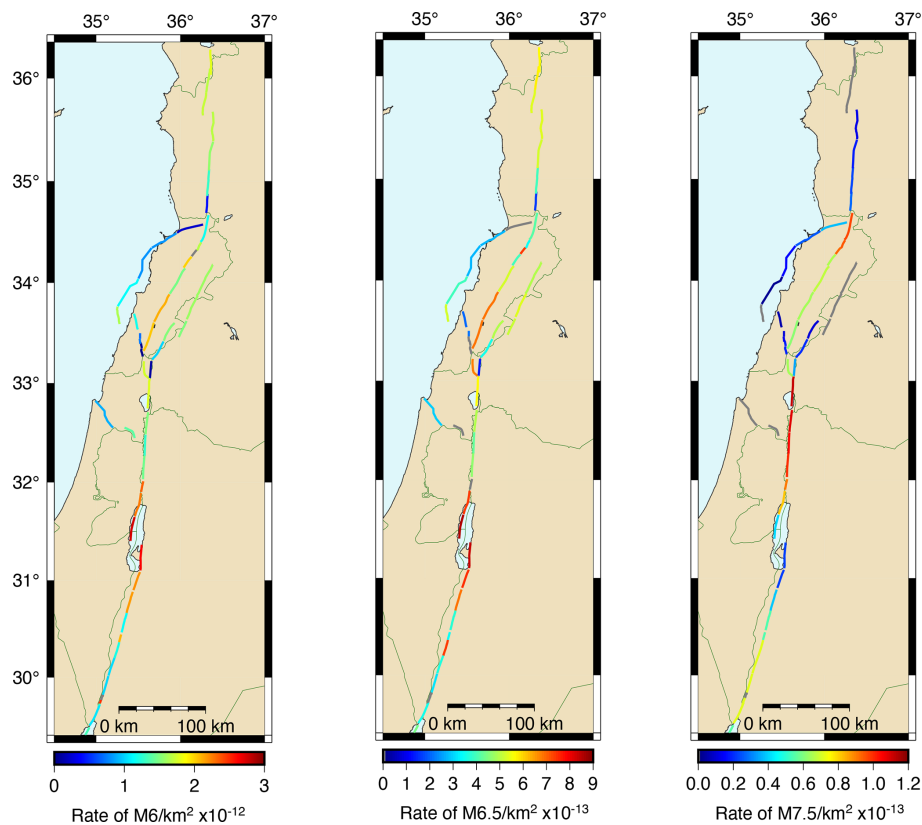 35° 36° 37°
35° 36° 37°
35° 36° 37°
36°
35°
34°
33°
32°
31°
30°
0 km 100 km
0 km 100 km
0 km 100 km
0 1 2 3
0 1 2 3 4 5 6 7 8 9
0.0 0.2 0.4 0.6 0.8 1.0 1.2
Rate of M6/km² x10⁻¹²
Rate of M6.5/km² x10⁻¹³
Rate of M7.5/km² x10⁻¹³